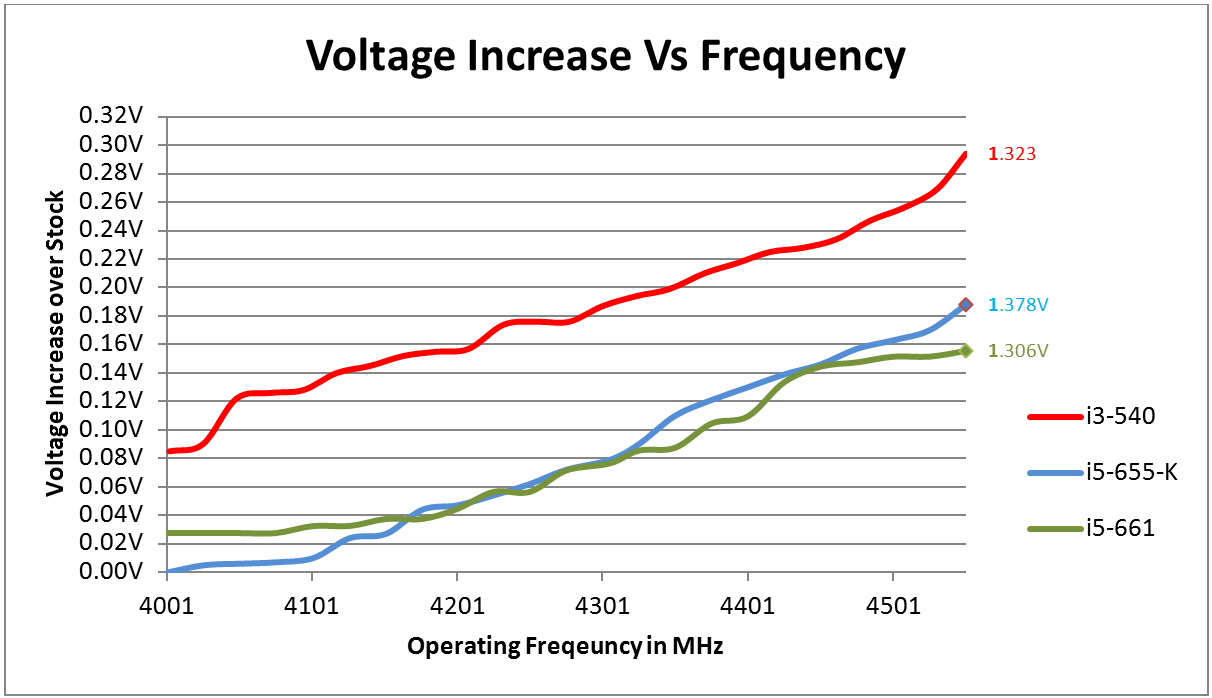 Voltage Increase Vs Frequency
0.32V
0.30V
0.28V
0.26V
0.24V
0.22V
0.20V
0.18V
0.16V
0.14V
0.12V
0.10V
0.08V
0.06V
0.04V
0.02V
0.00V
Voltage Increase over Stock
1.323
1.378V
1.306V
i3-540
i5-655-K
i5-661
4001 4101 4201 4301 4401 4501
Operating Freqeuncy in MHz